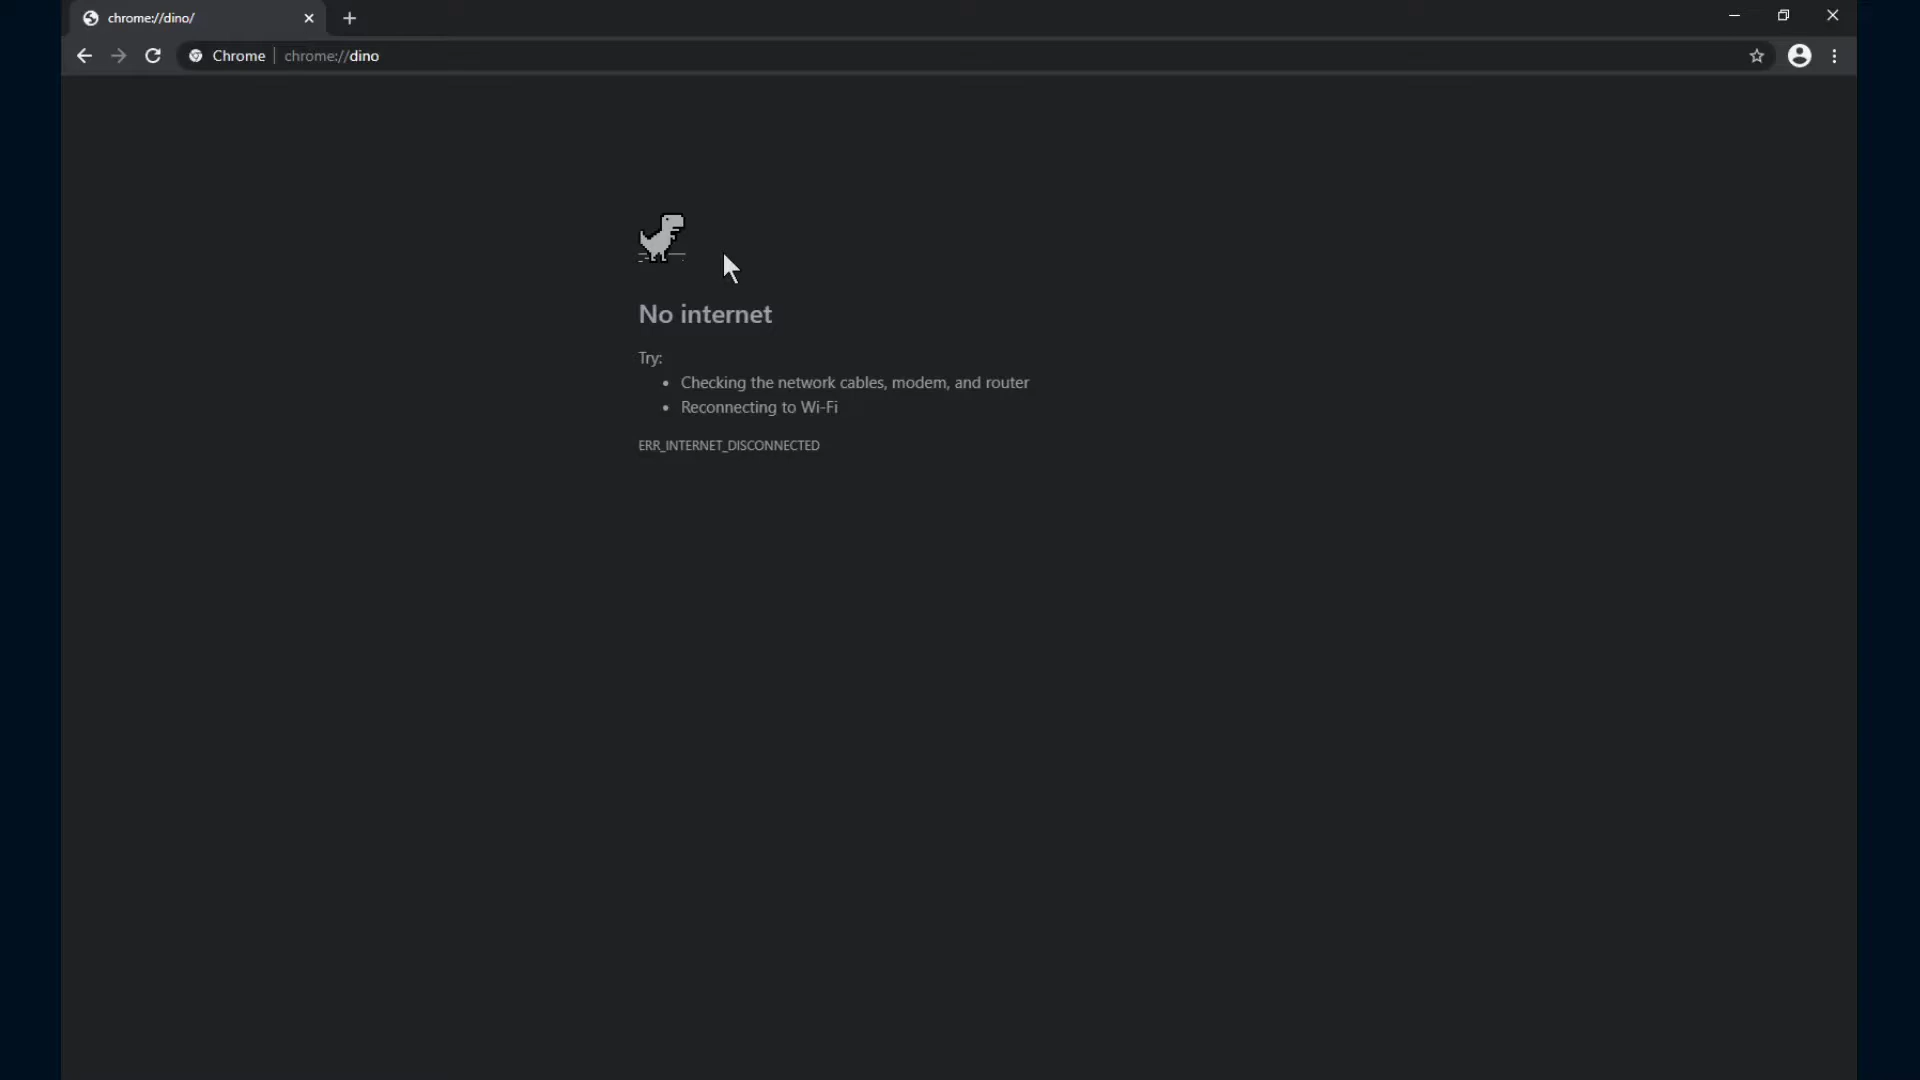 chrome://dino/
Chrome chrome://dino
No internet
Try:
• Checking the network cables, modem, and router
• Reconnecting to Wi-Fi
ERR_INTERNET_DISCONNECTED